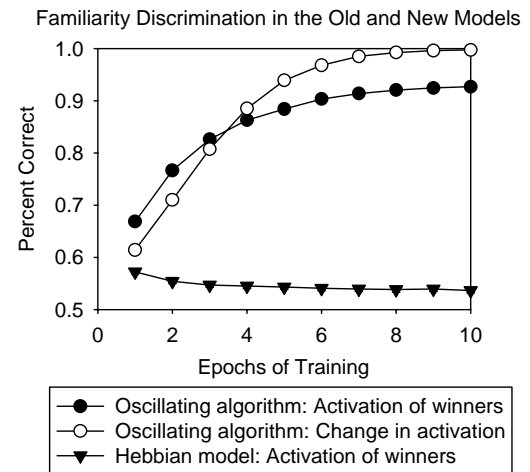 Familiarity Discrimination in the Old and New Models
1.0
0.9
0.8
0.7
0.6
0.5
Percent Correct
0 2 4 6 8 10
Epochs of Training
Oscillating algorithm: Activation of winners
Oscillating algorithm: Change in activation
Hebbian model: Activation of winners